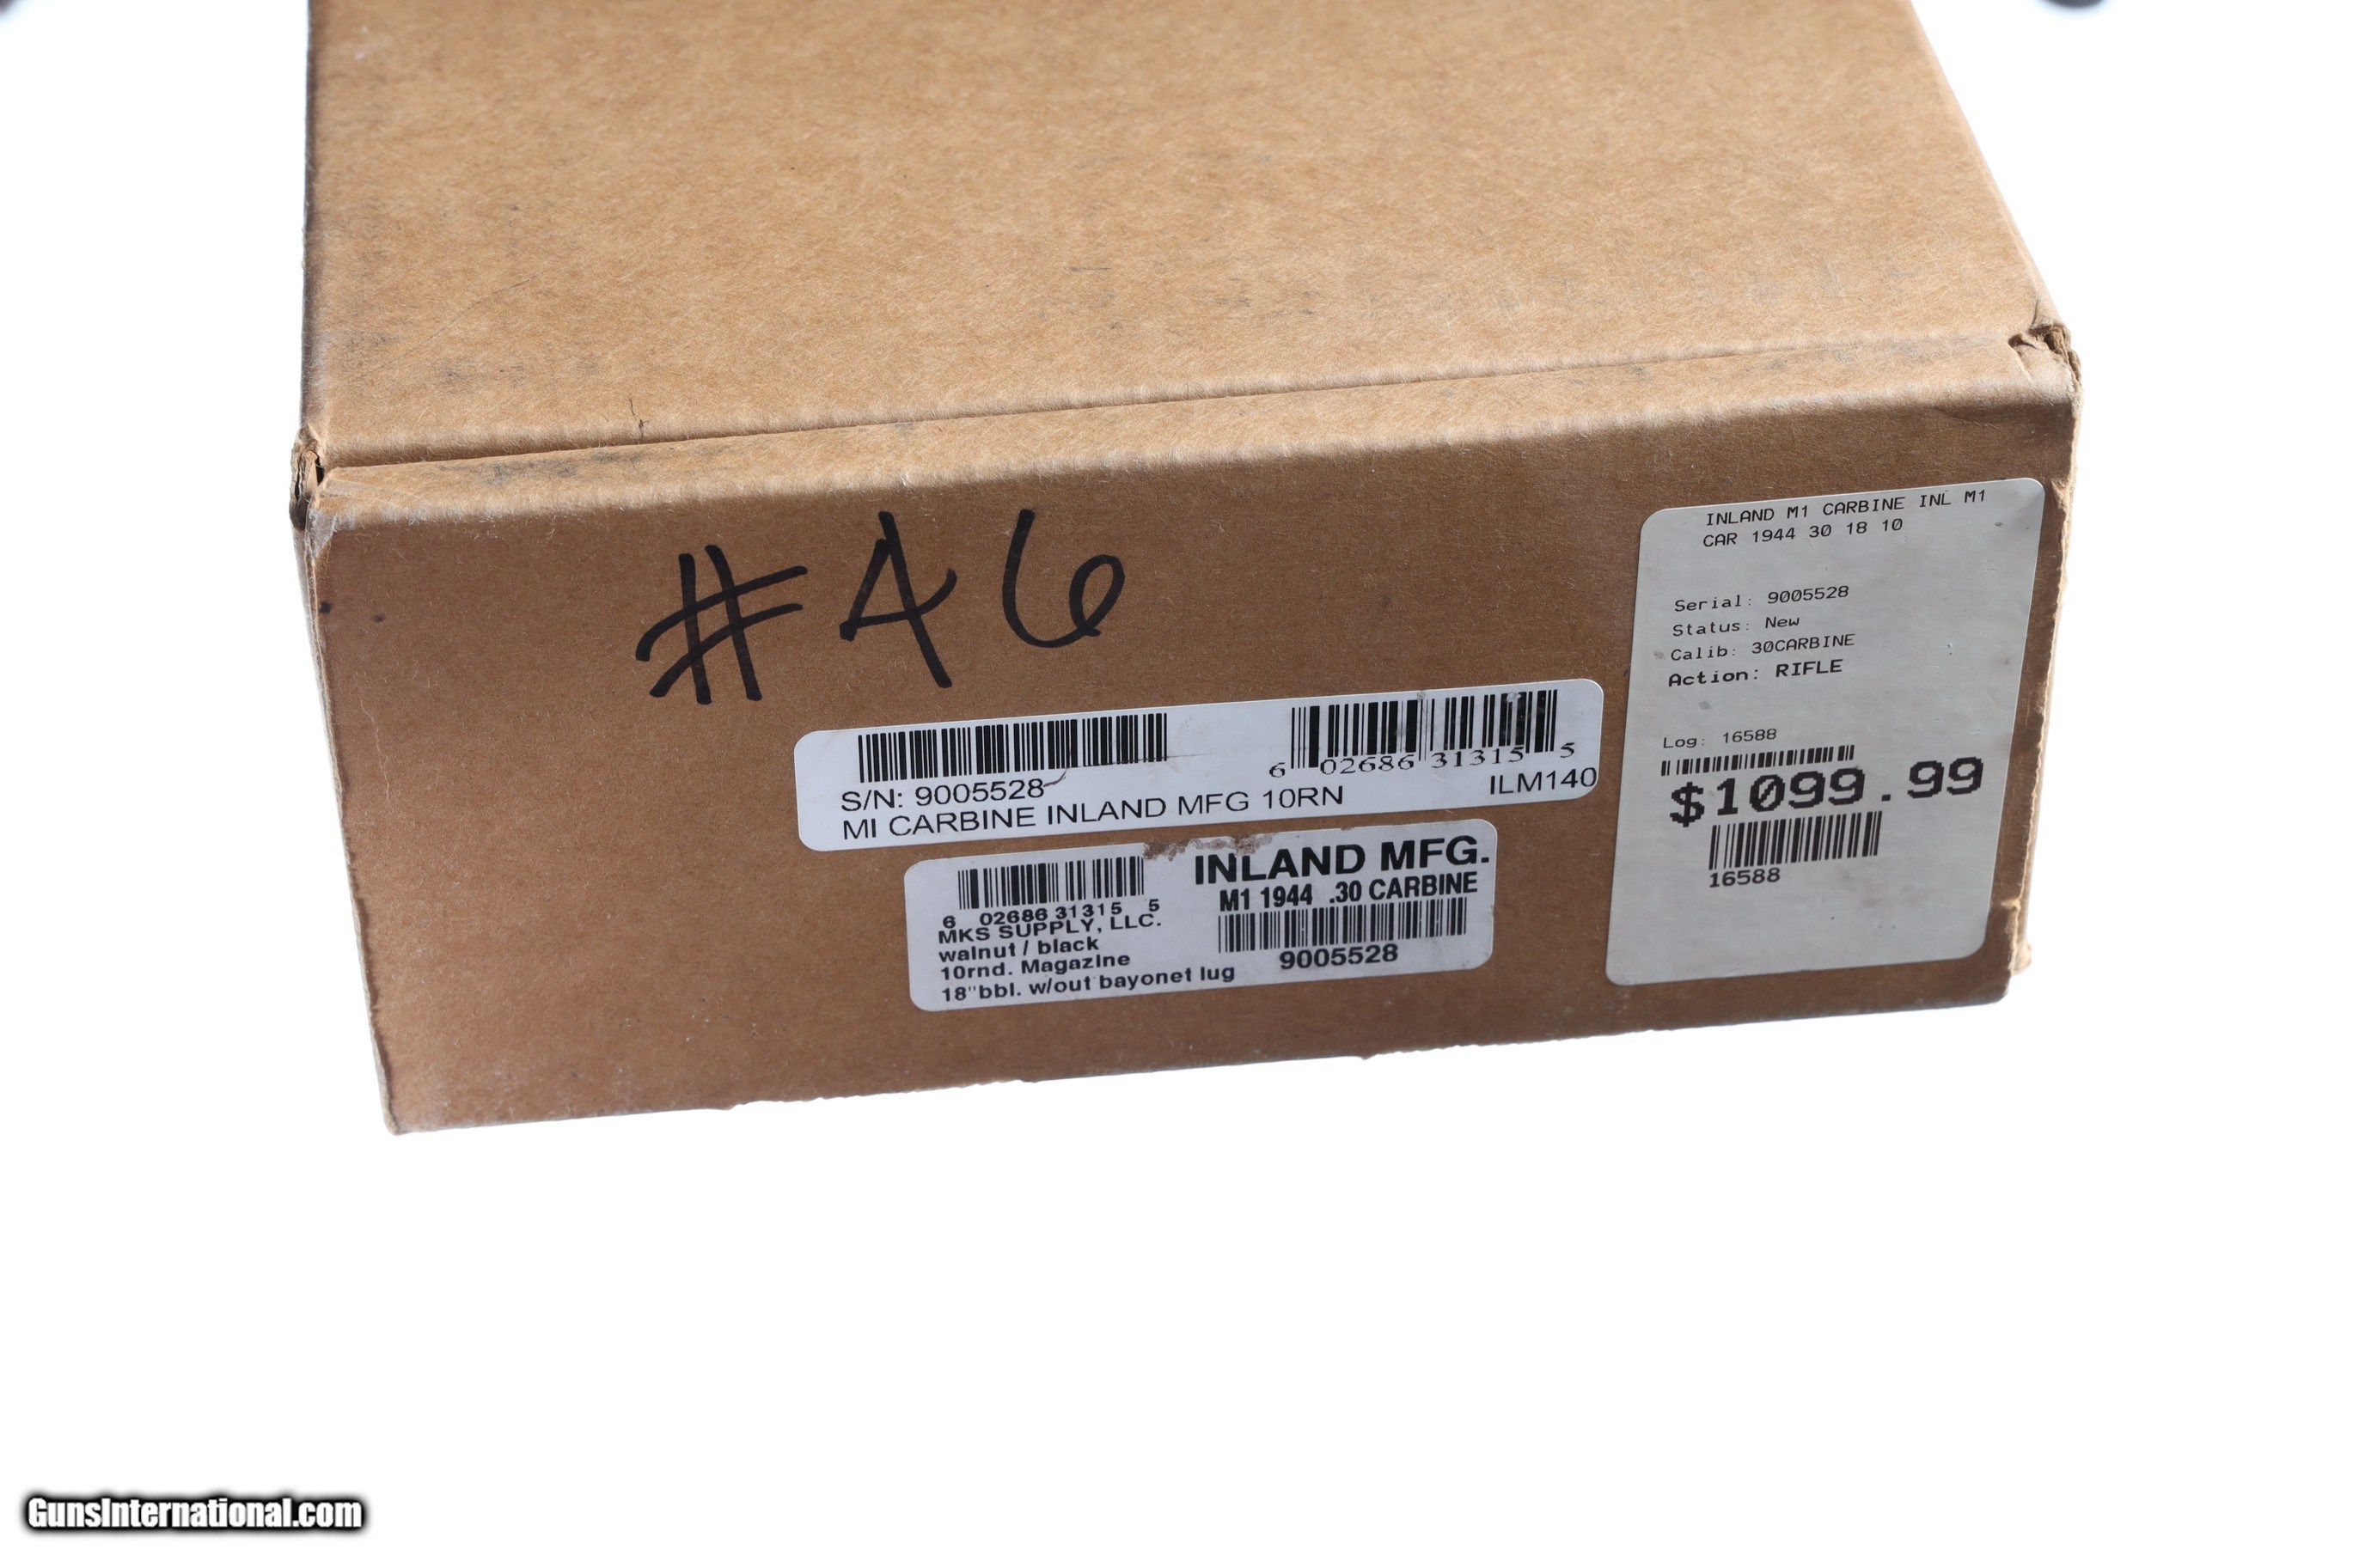 #46
S/N: 9005528
MI CARBINE INLAND MFG 10RN
6 02686 31315 5
ILM140
6 02686 31315 5
MKS SUPPLY, LLC.
walnut / black
10rnd. Magazine
18"bbl. w/out bayonet lug
INLAND MFG.
M1 1944 .30 CARBINE
9005528
INLAND M1 CARBINE INL M1
CAR 1944 30 18 10
Serial: 9005528
Status: New
Calib: 30CARBINE
Action: RIFLE
Log: 16588
$1099.99
16588
GunsInternational.com